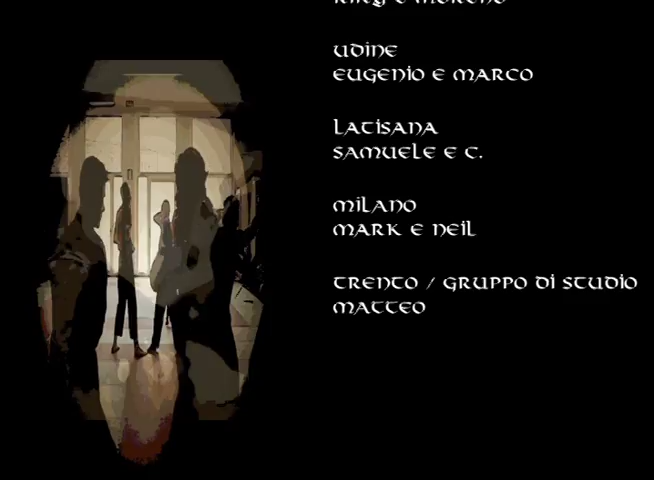 UDINE
EUGENIO E MARCO
LATISANA
SAMUELE E C.
MILANO
MARK E NEIL
TRENTO / GRUPPO DI STUDIO
MATTEO